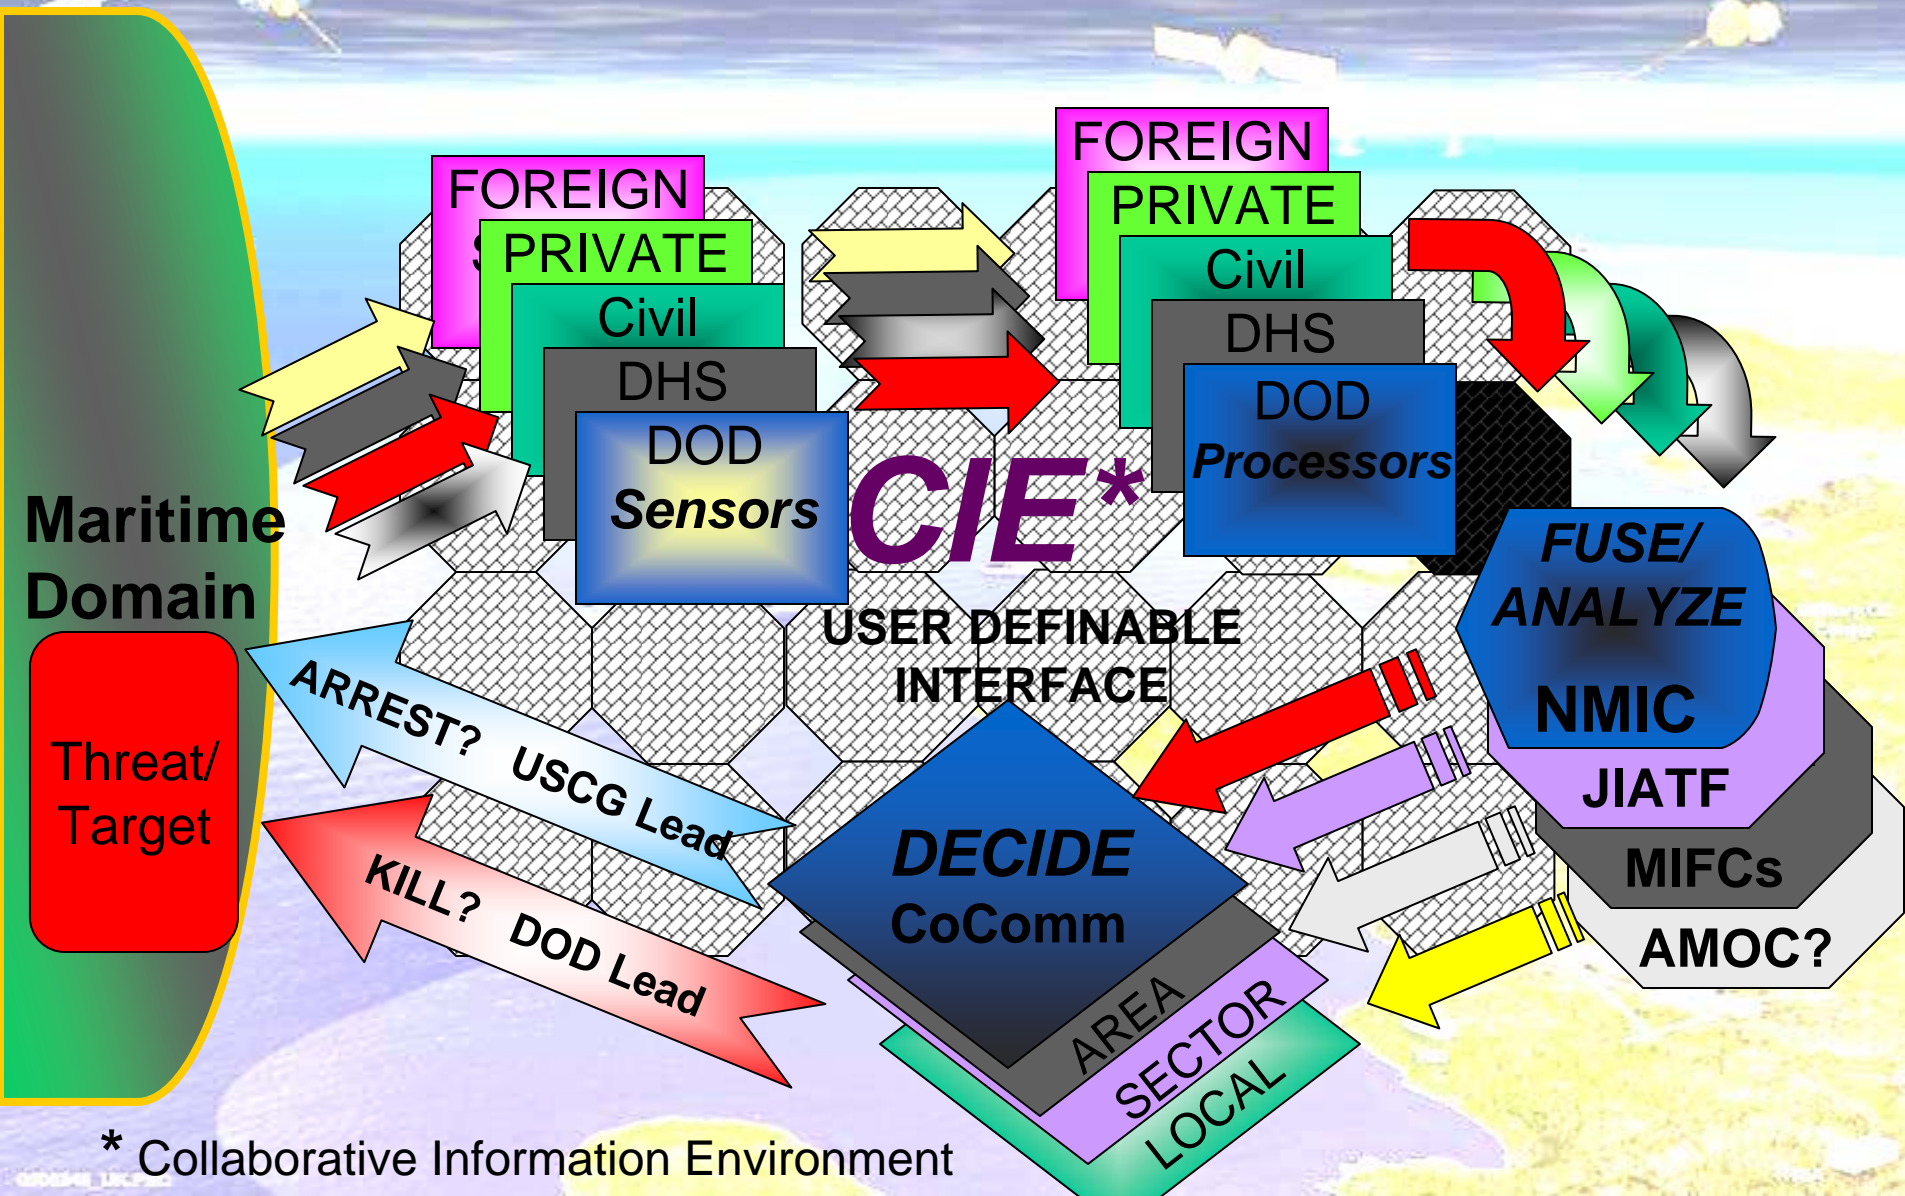 FOREIGN
PRIVATE
Civil
DHS
DOD
Sensors
FOREIGN
PRIVATE
Civil
DHS
DOD
Processors
CIE*
USER DEFINABLE
INTERFACE
Maritime
Domain
Threat/
Target
FUSE/
ANALYZE
NMIC
JIATF
MIFCs
AMOC?
ARREST? USCG Lead
KILL? DOD Lead
DECIDE
CoComm
AREA
SECTOR
LOCAL
* Collaborative Information Environment